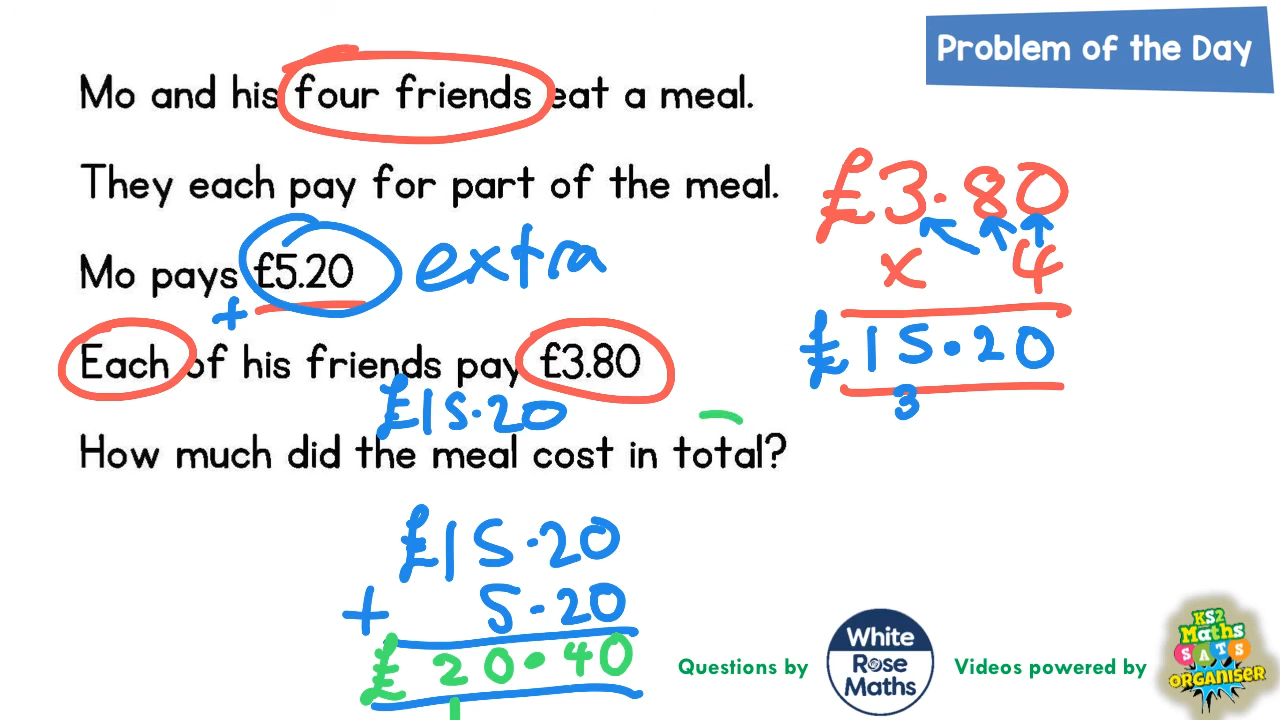 Problem of the Day
Mo and his four friends eat a meal.
They each pay for part of the meal.
Mo pays £5.20 extra
+
Each of his friends pay £3.80
£15.20
How much did the meal cost in total?
£3.80
x 4
£15.20
3
£15.20
+ 5.20
£20.40
1
Questions by
White
Rose
Maths
Videos powered by
KS2
Maths
SATS
ORGANISER